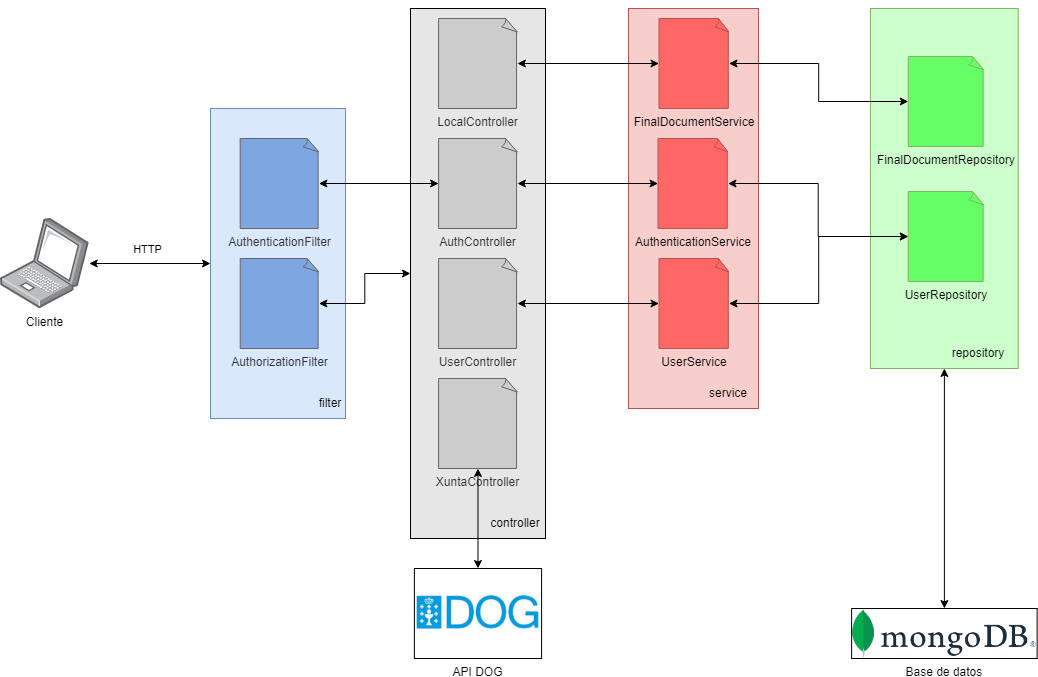 HTTP
Cliente
AuthenticationFilter
AuthorizationFilter
filter
LocalController
AuthController
UserController
XuntaController
controller
DOG
API DOG
FinalDocumentService
AuthenticationService
UserService
service
FinalDocumentRepository
UserRepository
repository
mongoDB®
Base de datos